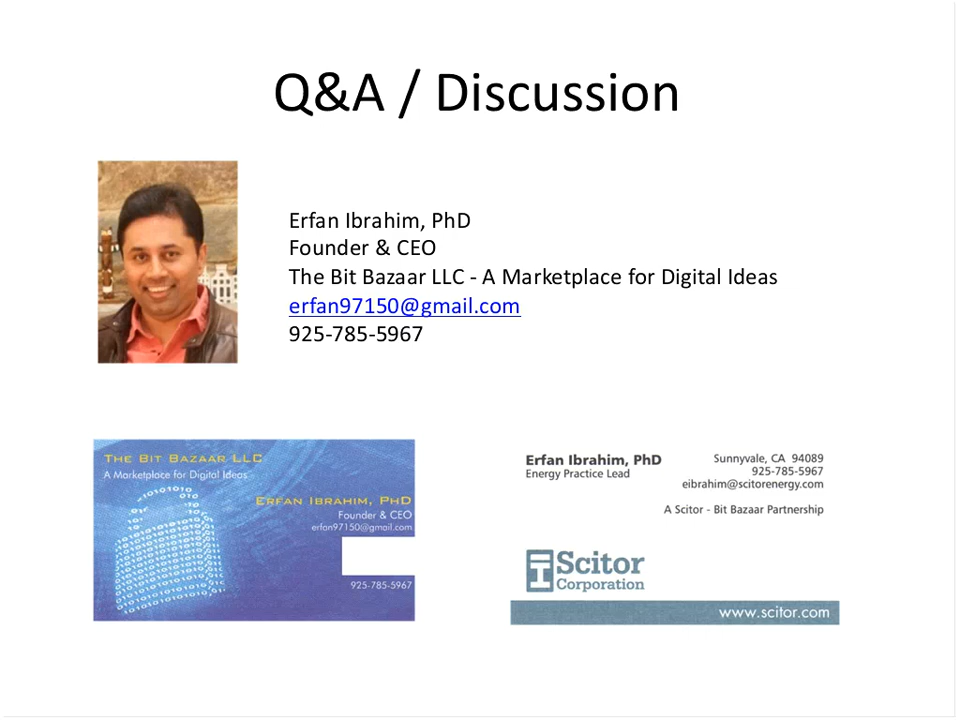 Q&A / Discussion
Erfan Ibrahim, PhD
Founder & CEO
The Bit Bazaar LLC - A Marketplace for Digital Ideas
erfan97150@gmail.com
925-785-5967
THE BIT BAZAAR LLC
A Marketplace for Digital Ideas
ERFAN IBRAHIM, PHD
Founder & CEO
erfan97150@gmail.com
925-785-5967
Erfan Ibrahim, PhD
Energy Practice Lead
Sunnyvale, CA 94089
925-785-5967
eibrahim@scitorenergy.com
A Scitor - Bit Bazaar Partnership
Scitor
Corporation
www.scitor.com